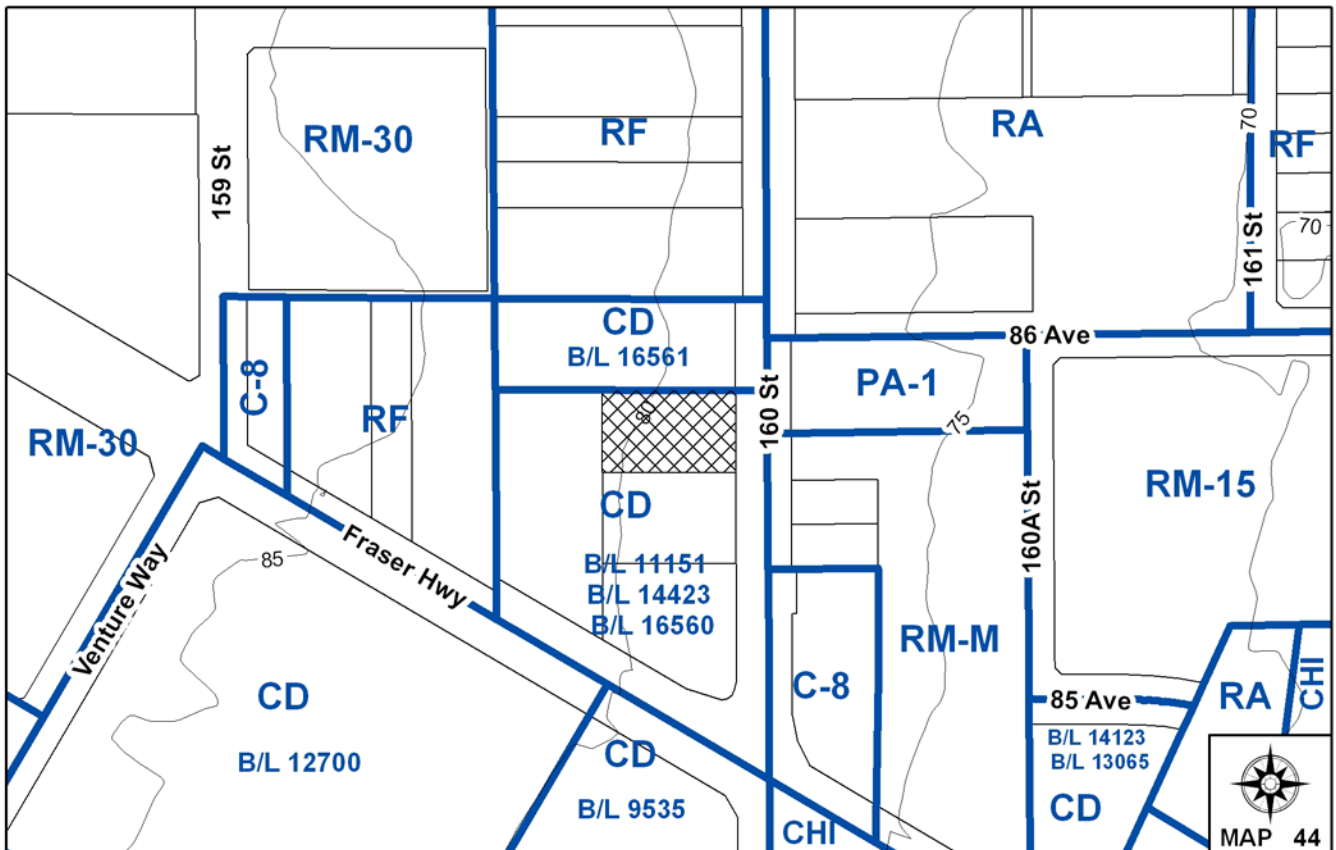 RM-30
RF
RA
70
RF
159 St
161 St
70
CD
B/L 16561
86 Ave
C-8
RF
80
160 St
PA-1
75
RM-30
CD
RM-15
160A St
85
Fraser Hwy
B/L 11151
B/L 14423
B/L 16560
Venture Way
RM-M
C-8
CD
B/L 12700
85 Ave
RA
CHI
B/L 14123
B/L 13065
CD
CD
B/L 9535
CHI
MAP 44